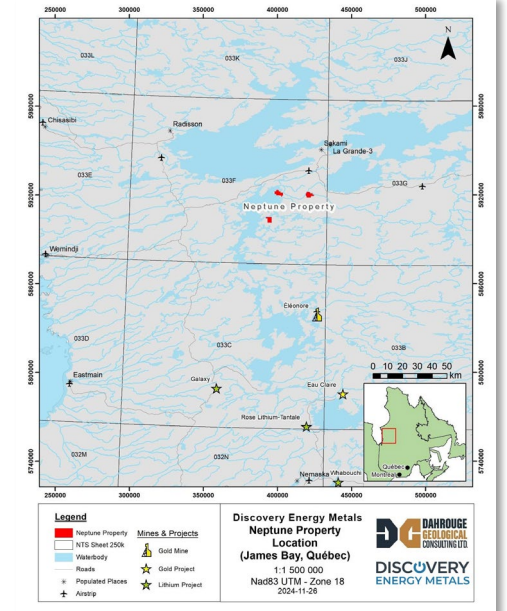 250000 300000 350000 400000 450000 500000
N
033L
033K
033J
5980000
5980000
Chisasibi
Radisson
Sakami
La Grande-3
033E
033F
033G
5920000
5920000
Neptune Property
Wemindji
5860000
5860000
Éléonore
033D
033C
033B
0 10 20 30 40 50
km
5800000
5800000
Eastmain
Galaxy
Eau Claire
Rose Lithium-Tantale
032M
032N
Québec
Montréal
5740000
5740000
Nemaska
Whabouchi
250000 300000 350000 400000 450000 500000
Legend
Neptune Property
NTS Sheet 250k
Waterbody
Roads
Populated Places
Airstrip
Mines & Projects
Gold Mine
Gold Project
Lithium Project
Discovery Energy Metals
Neptune Property
Location
(James Bay, Québec)
1:1 500 000
Nad83 UTM - Zone 18
2024-11-26
DG
DAHROUGE
GEOLOGICAL
CONSULTING LTD.
DISCOVERY
ENERGY METALS